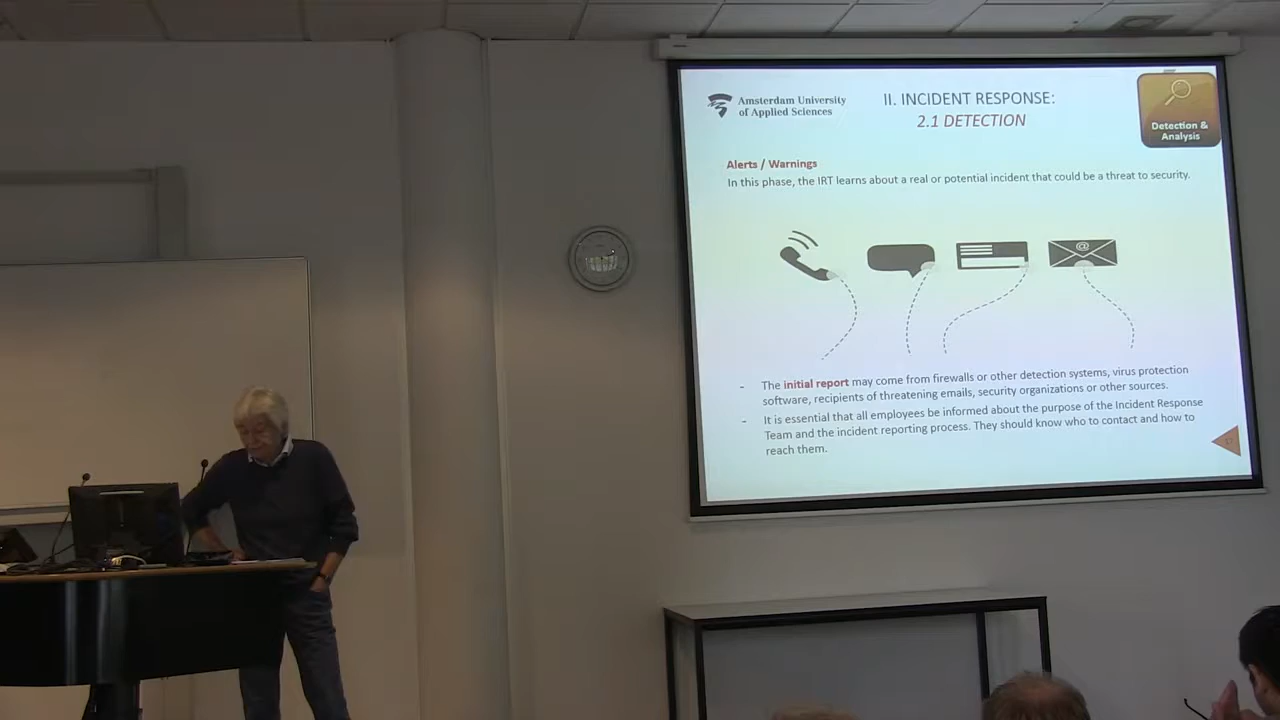 Amsterdam University
of Applied Sciences
II. INCIDENT RESPONSE:
2.1 DETECTION
Detection &
Analysis
Alerts / Warnings
In this phase, the IRT learns about a real or potential incident that could be a threat to security.
@
- The initial report may come from firewalls or other detection systems, virus protection
software, recipients of threatening emails, security organizations or other sources.
- It is essential that all employees be informed about the purpose of the Incident Response
Team and the incident reporting process. They should know who to contact and how to
reach them.